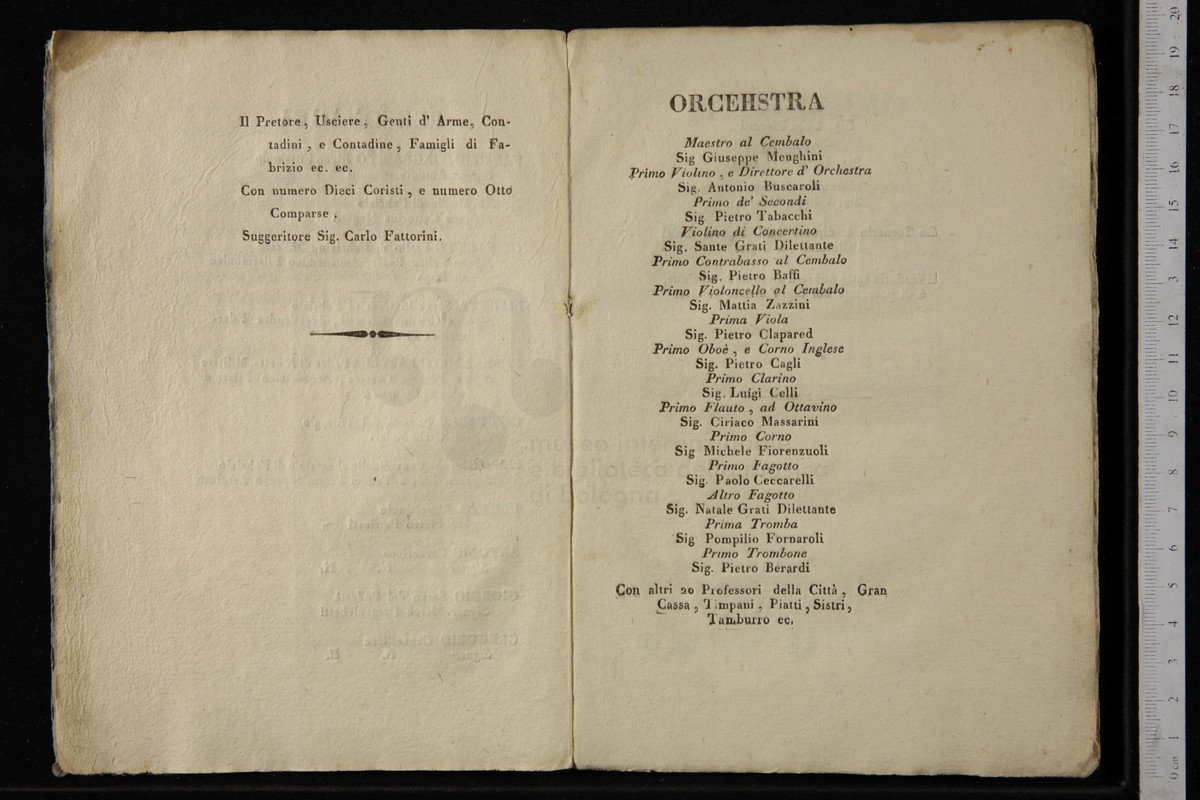 Il Pretore, Usciere, Genti d' Arme, Con-
tadini, e Contadine, Famigli di Fa-
brizio ec. ec.
Con numero Dieci Coristi, e numero Otto
Comparse.
Suggeritore Sig. Carlo Fattorini.
ORCEHSTRA
Maestro al Cembalo
Sig Giuseppe Menghini
Primo Violino, e Direttore d' Orchestra
Sig. Antonio Buscaroli
Primo de' Secondi
Sig Pietro Tabacchi
Violino di Concertino
Sig. Sante Grati Dilettante
Primo Contrabasso al Cembalo
Sig. Pietro Baffi
Primo Violoncello al Cembalo
Sig. Mattia Zazzini
Prima Viola
Sig. Pietro Clapared
Primo Oboè, e Corno Inglese
Sig. Pietro Cagli
Primo Clarino
Sig. Luigi Celli
Primo Flauto, ad Ottavino
Sig. Ciriaco Massarini
Primo Corno
Sig Michele Fiorenzuoli
Primo Fagotto
Sig. Paolo Ceccarelli
Altro Fagotto
Sig. Natale Grati Dilettante
Prima Tromba
Sig Pompilio Fornaroli
Primo Trombone
Sig. Pietro Berardi
Con altri 20 Professori della Città, Gran
Cassa, Timpani, Piatti, Sistri,
Tamburro ec.
museo inter
e biblioteca de
di bologna